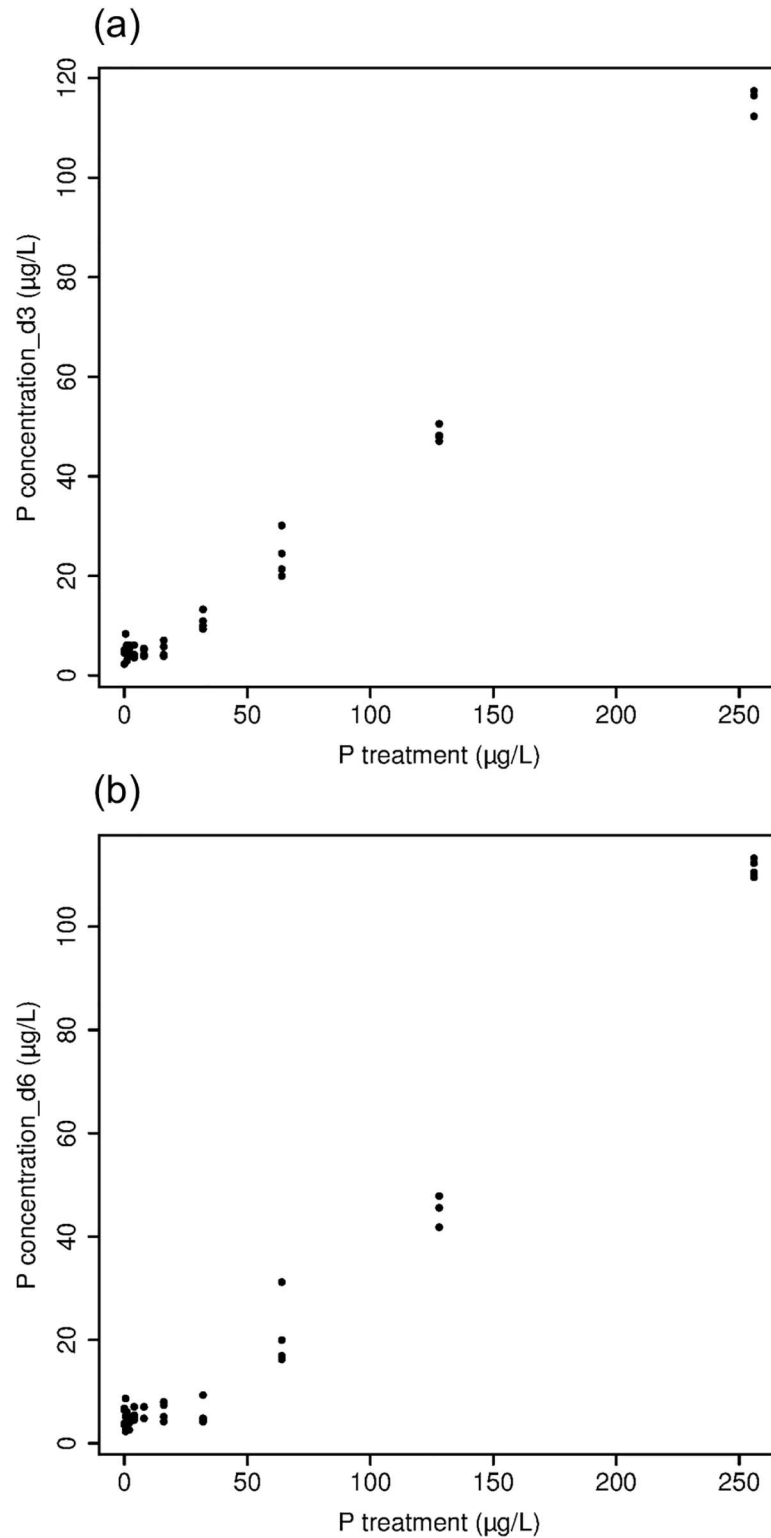 (a)
P concentration_d3 (µg/L)
120
100
80
60
40
20
0
0 50 100 150 200 250
P treatment (µg/L)
(b)
P concentration_d6 (µg/L)
100
80
60
40
20
0
0 50 100 150 200 250
P treatment (µg/L)